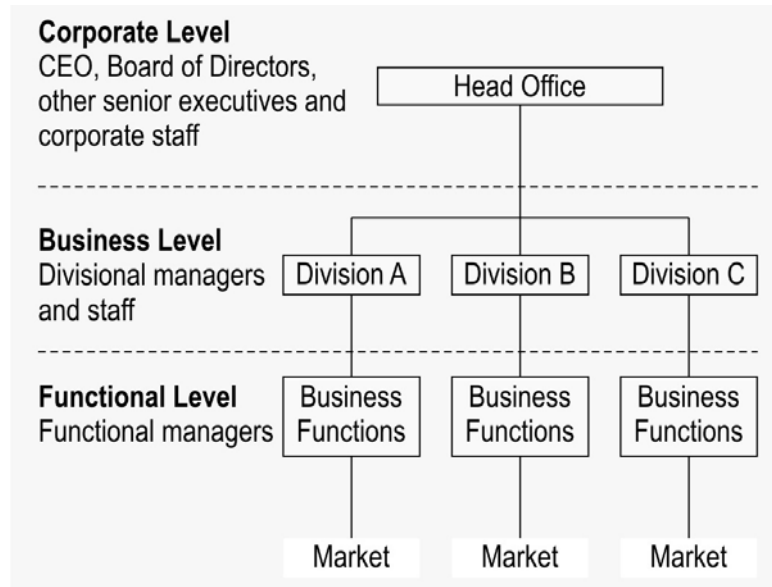 Corporate Level
CEO, Board of Directors,
other senior executives and
corporate staff
Head Office
Business Level
Divisional managers
and staff
Division A
Division B
Division C
Functional Level
Functional managers
Business
Functions
Business
Functions
Business
Functions
Market
Market
Market